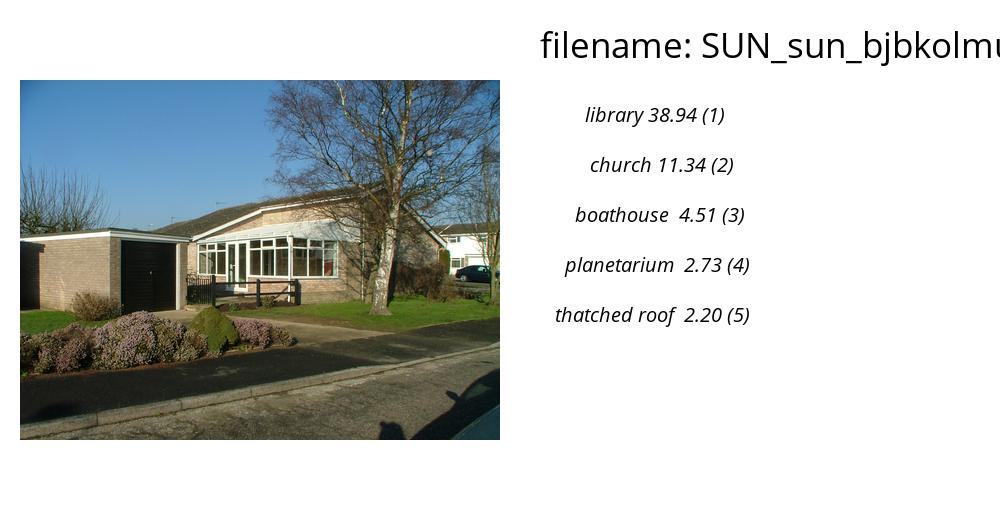 filename: SUN_sun_bjbkolmu
library 38.94 (1)
church 11.34 (2)
boathouse 4.51 (3)
planetarium 2.73 (4)
thatched roof 2.20 (5)